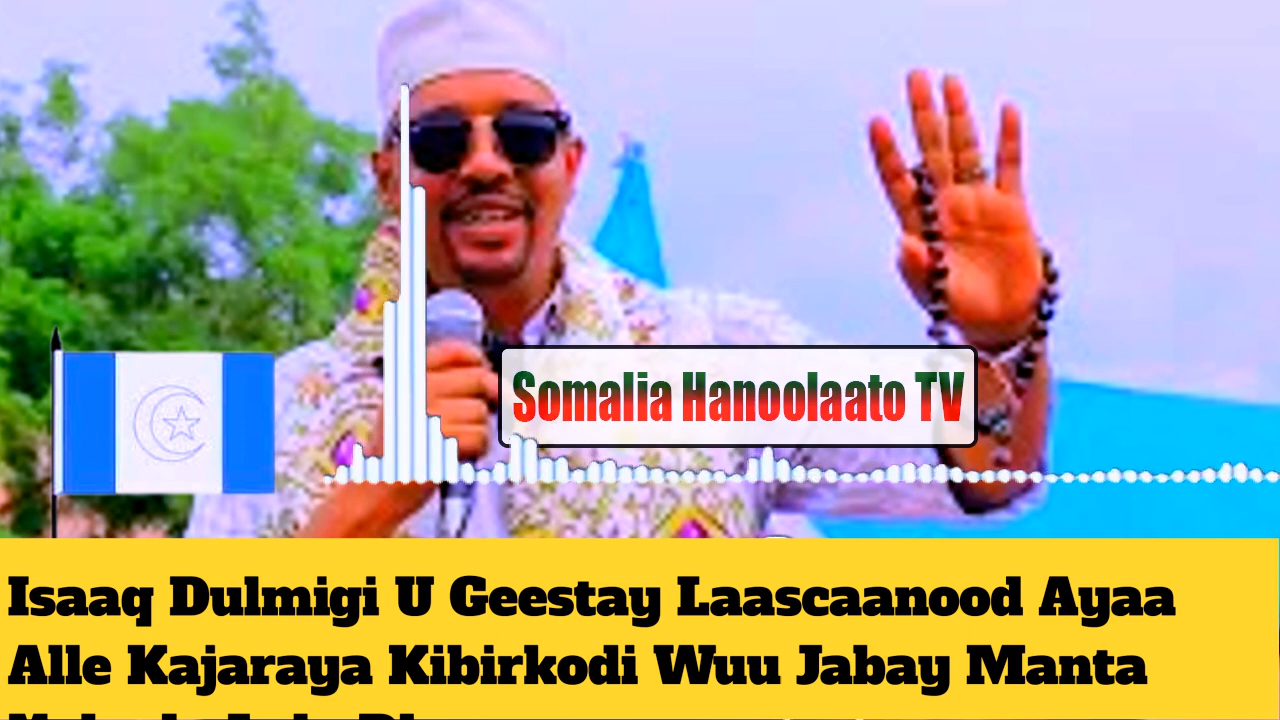 Somalia Hanoolaato TV
Isaaq Dulmigi U Geestay Laascaanood Ayaa
Alle Kajaraya Kibirkodi Wuu Jabay Manta